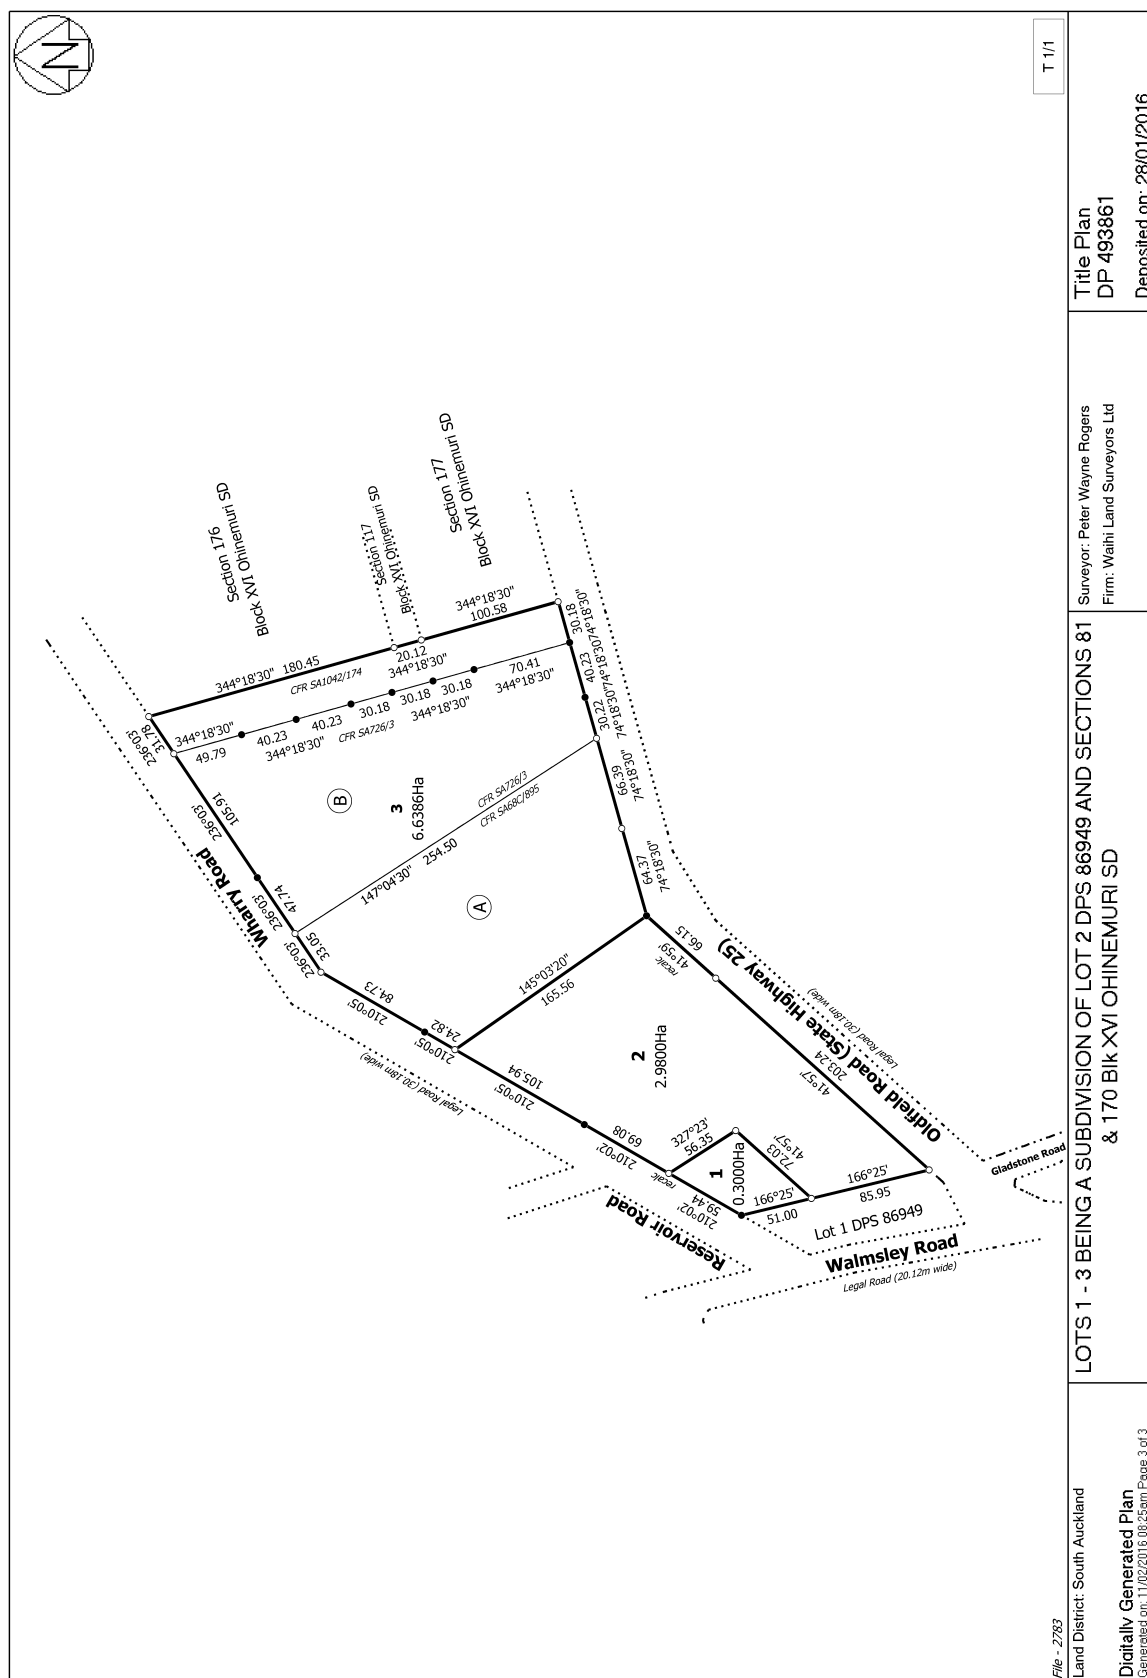 N
T 1/1
Section 176
Block XVI Ohinemuri SD
Section 117
Block XVI Ohinemuri SD
Section 177
Block XVI Ohinemuri SD
344°18'30" 180.45
CFR SA1042/174
20.12
344°18'30"
344°18'30"
100.58
236°03'
31.78
344°18'30"
49.79
40.23
344°18'30"
40.23
CFR SA726/3
30.18
30.18
344°18'30"
30.18
70.41
344°18'30"
30.18
74°18'30"
40.23
74°18'30"
30.22
74°18'30"
66.39
74°18'30"
64.37
74°18'30"
236°03'
105.91
Wharry Road
236°03'
47.74
236°03'
33.05
B
3
6.6386Ha
CFR SA726/3
CFR SA68C/895
147°04'30" 254.50
A
210°05'
84.73
210°05'
24.82
Legal Road (30.18m wide)
145°03'20"
165.56
2
2.9800Ha
210°05'
105.94
210°02'
69.08
recalc
41°59'
66.15
Oldfield Road (State Highway 25)
Legal Road (30.18m wide)
41°57'
203.24
327°23'
56.35
1
0.3000Ha
72.03
41°57'
recalc
59.44
210°02'
166°25'
51.00
166°25'
85.95
Lot 1 DPS 86949
Reservoir Road
Walmsley Road
Legal Road (20.12m wide)
Gladstone Road
File - 2783
Land District: South Auckland
Digitally Generated Plan
Generated on: 11/02/2016 08:25am Page 3 of 3
LOTS 1 - 3 BEING A SUBDIVISION OF LOT 2 DPS 86949 AND SECTIONS 81
& 170 Blk XVI OHINEMURI SD
Surveyor: Peter Wayne Rogers
Firm: Waihi Land Surveyors Ltd
Title Plan
DP 493861
Deposited on: 28/01/2016